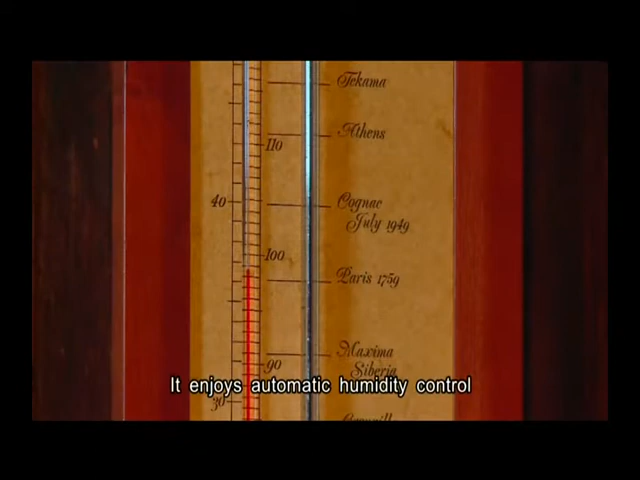 Tekama
Athens
110
40
Cognac
July 1949
100
Paris 1759
Maxima
Siberia
90
It enjoys automatic humidity control
30